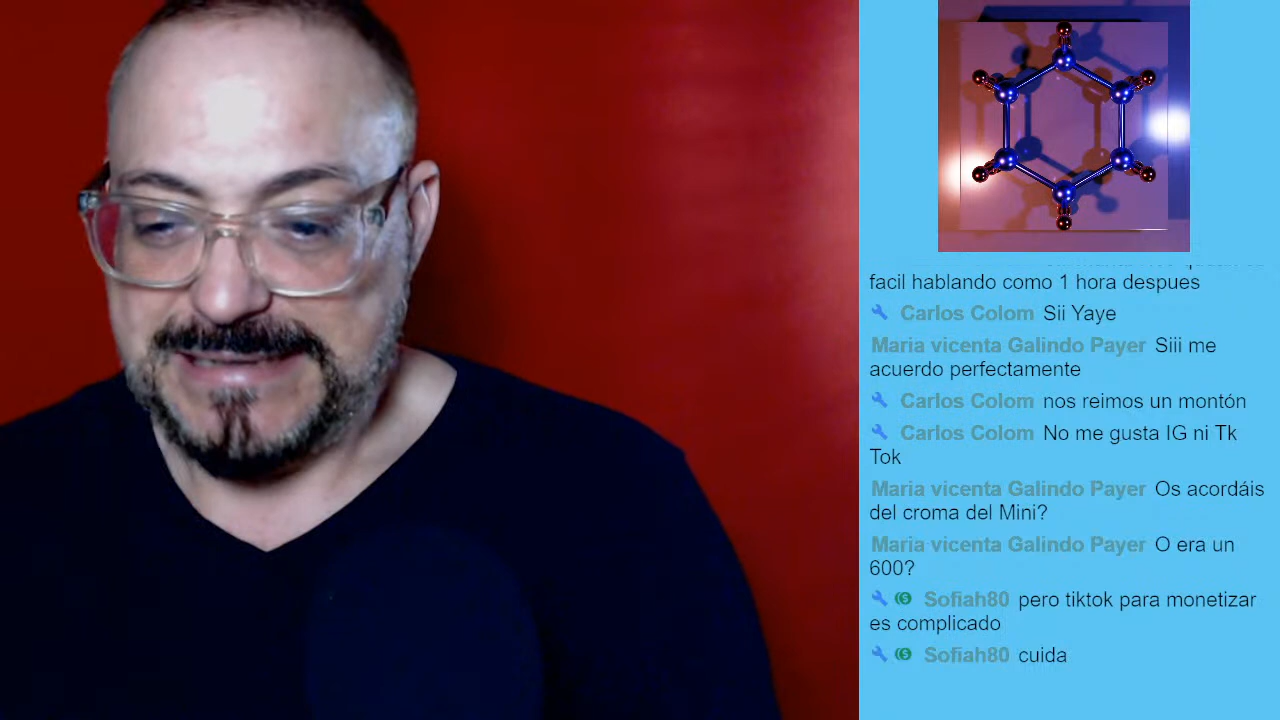 facil hablando como 1 hora despues
Carlos Colom Sii Yaye
Maria vicenta Galindo Payer Siii me
acuerdo perfectamente
Carlos Colom nos reimos un montón
Carlos Colom No me gusta IG ni Tk
Tok
Maria vicenta Galindo Payer Os acordáis
del croma del Mini?
Maria vicenta Galindo Payer O era un
600?
Sofiah80 pero tiktok para monetizar
es complicado
Sofiah80 cuida